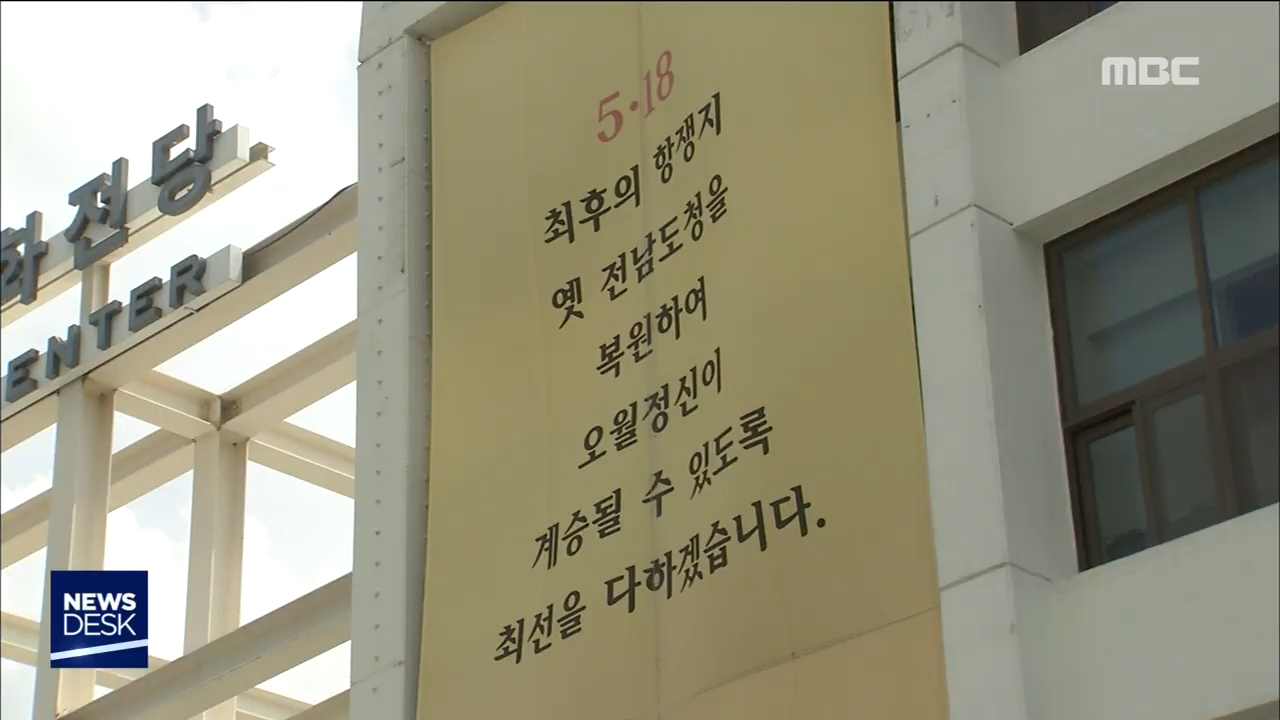 MBC
5·18
최후의 항쟁지
옛 전남도청을
복원하여
오월정신이
계승될 수 있도록
최선을 다하겠습니다.
화전당
ENTER
NEWS
DESK